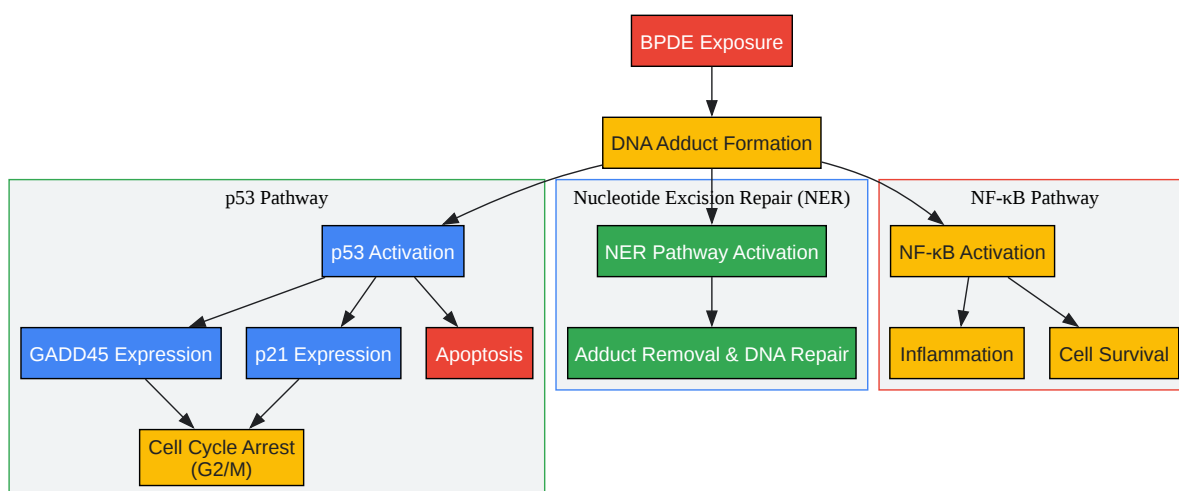 BPDE Exposure
DNA Adduct Formation
p53 Pathway
Nucleotide Excision Repair (NER)
NF-κB Pathway
p53 Activation
NER Pathway Activation
NF-κB Activation
GADD45 Expression
p21 Expression
Apoptosis
Adduct Removal & DNA Repair
Inflammation
Cell Survival
Cell Cycle Arrest
(G2/M)